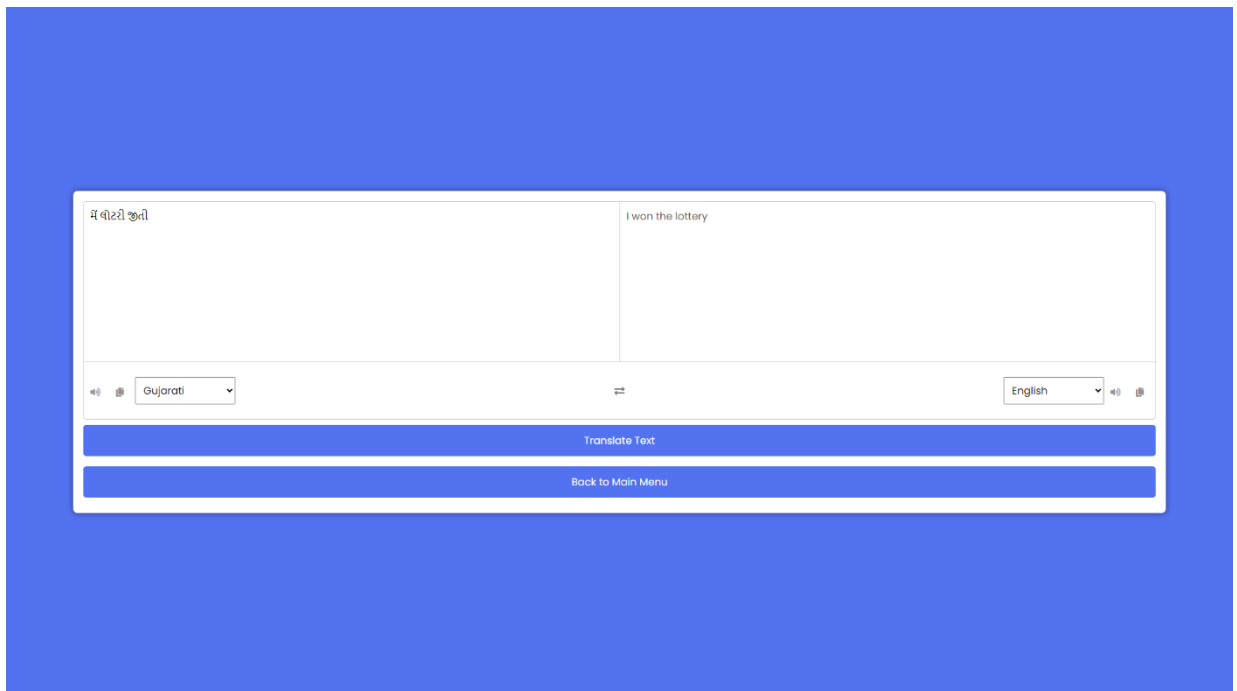 મેં લોટરી જીતી
I won the lottery
Gujarati
English
Translate Text
Back to Main Menu